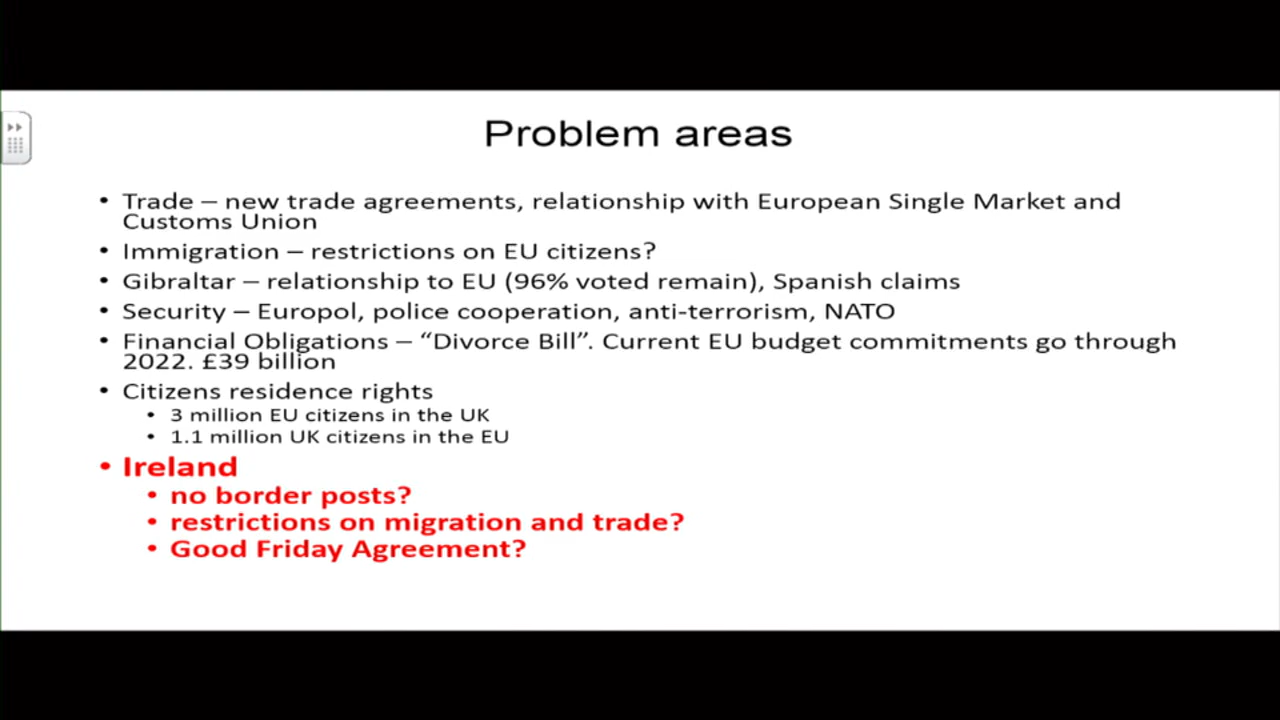 Problem areas
• Trade – new trade agreements, relationship with European Single Market and
Customs Union
• Immigration – restrictions on EU citizens?
• Gibraltar – relationship to EU (96% voted remain), Spanish claims
• Security – Europol, police cooperation, anti-terrorism, NATO
• Financial Obligations – “Divorce Bill”. Current EU budget commitments go through
2022. £39 billion
• Citizens residence rights
• 3 million EU citizens in the UK
• 1.1 million UK citizens in the EU
• Ireland
• no border posts?
• restrictions on migration and trade?
• Good Friday Agreement?